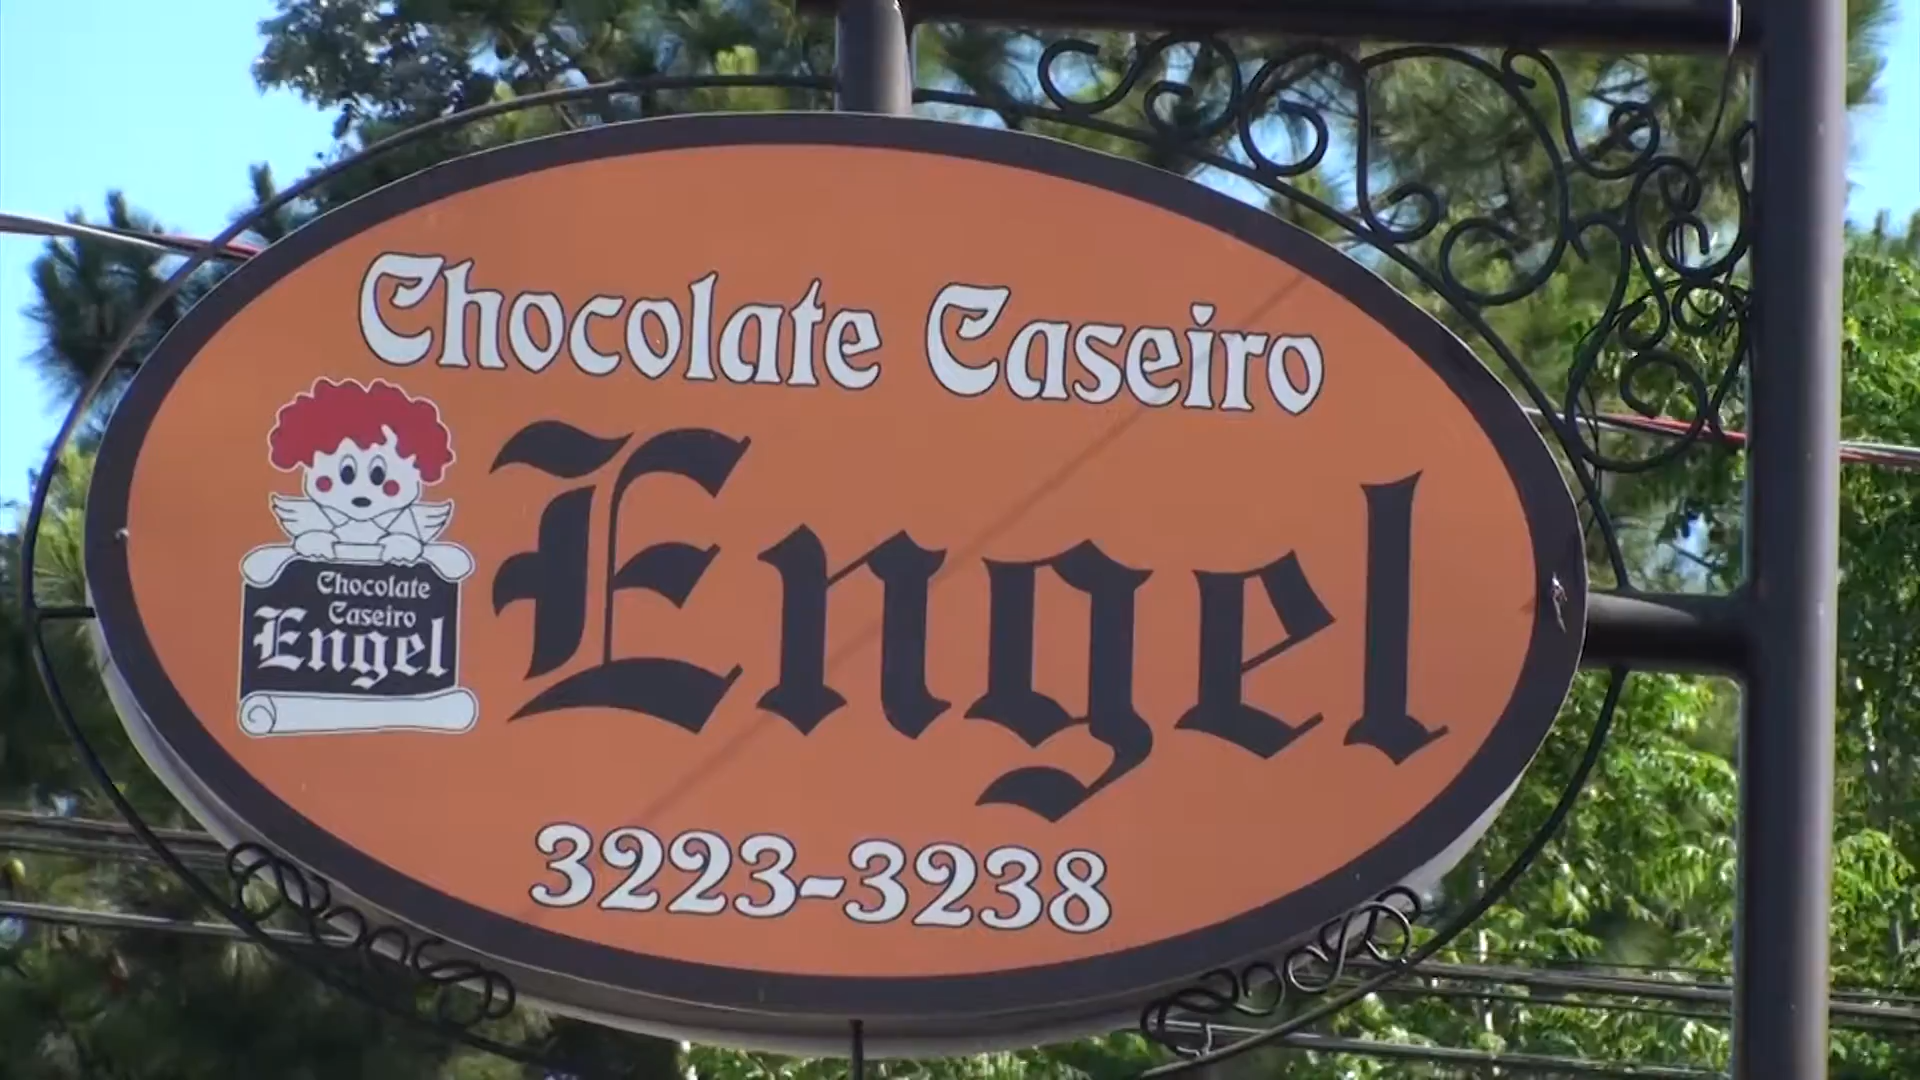 Chocolate Caseiro
Engel
Chocolate
Caseiro
Engel
3223-3238